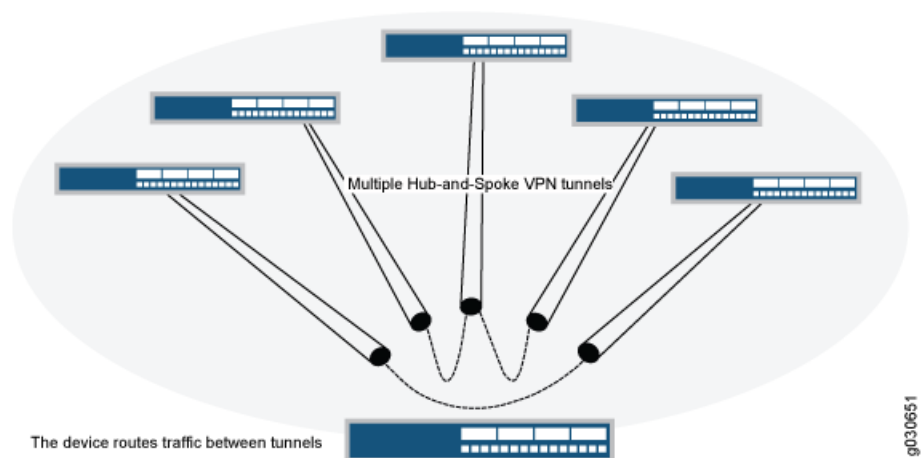 Multiple Hub-and-Spoke VPN tunnels
The device routes traffic between tunnels
g030651